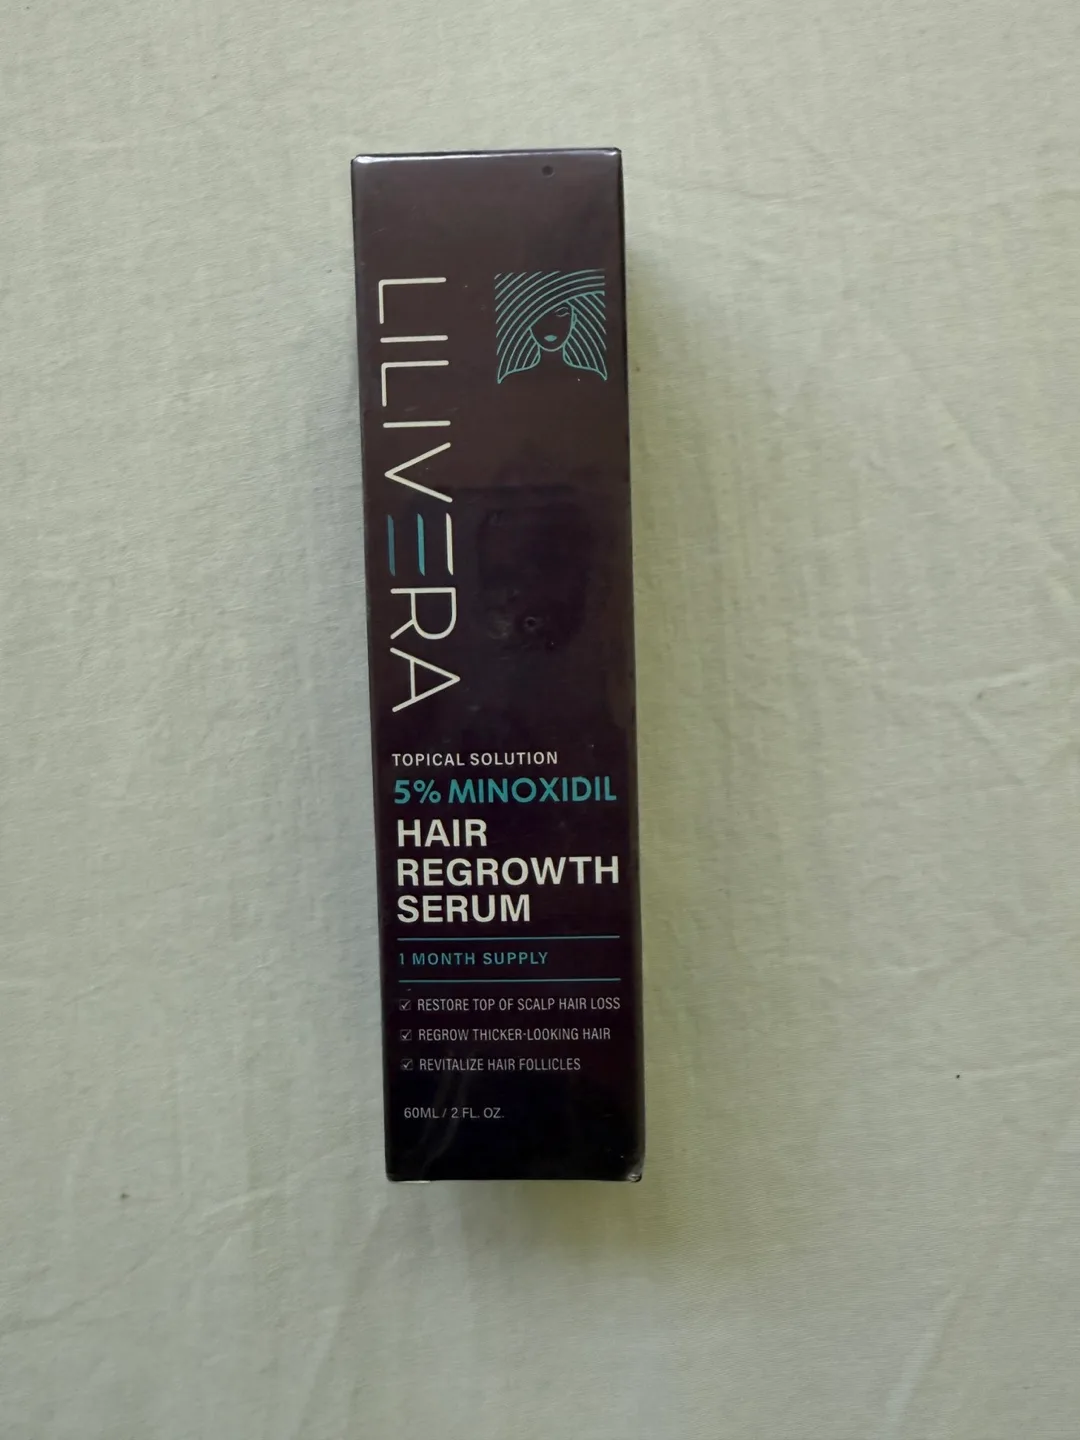 LILIVERA
TOPICAL SOLUTION
5% MINOXIDIL
HAIR
REGROWTH
SERUM
1 MONTH SUPPLY
☑ RESTORE TOP OF SCALP HAIR LOSS
☑ REGROW THICKER-LOOKING HAIR
☑ REVITALIZE HAIR FOLLICLES
60ML / 2 FL. OZ.